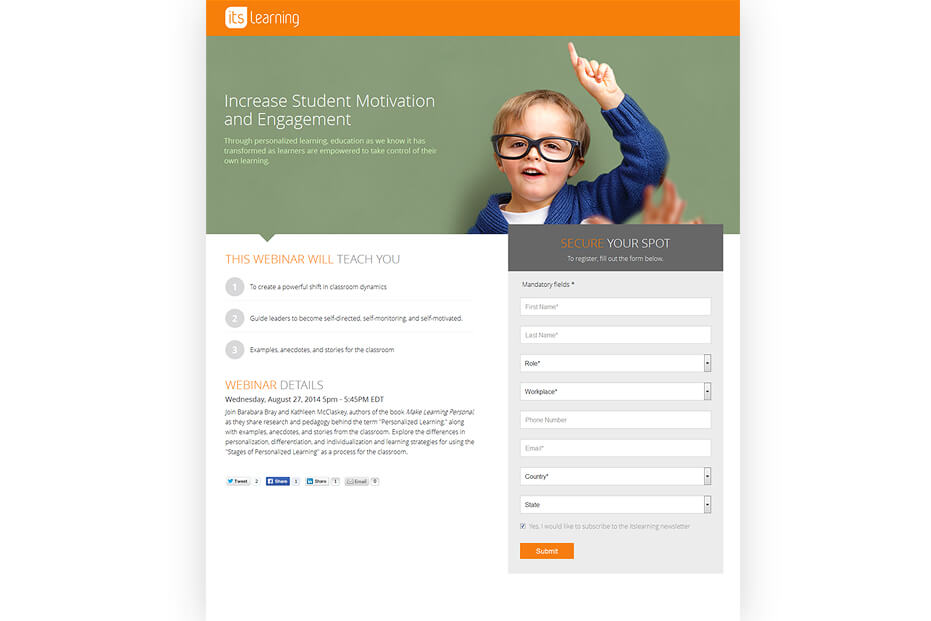 its learning
Increase Student Motivation
and Engagement
Through personalized learning, education as we know it has
transformed as learners are empowered to take control of their
own learning.
THIS WEBINAR WILL TEACH YOU
1 To create a powerful shift in classroom dynamics
2 Guide leaders to become self-directed, self-monitoring, and self-motivated.
3 Examples, anecdotes, and stories for the classroom
WEBINAR DETAILS
Wednesday, August 27, 2014 5pm - 5:45PM EDT
Join Barabara Bray and Kathleen McClaskey, authors of the book Make Learning Personal,
as they share research and pedagogy behind the term "Personalized Learning," along
with examples, anecdotes, and stories from the classroom. Explore the differences in
personalization, differentiation, and individualization and learning strategies for using the
"Stages of Personalized Learning" as a process for the classroom.
Tweet 2 Share 1 Share 1 Email 0
SECURE YOUR SPOT
To register, fill out the form below.
Mandatory fields *
First Name*
Last Name*
Role*
Workplace*
Phone Number
Email*
Country*
State
Yes, I would like to subscribe to the itslearning newsletter
Submit